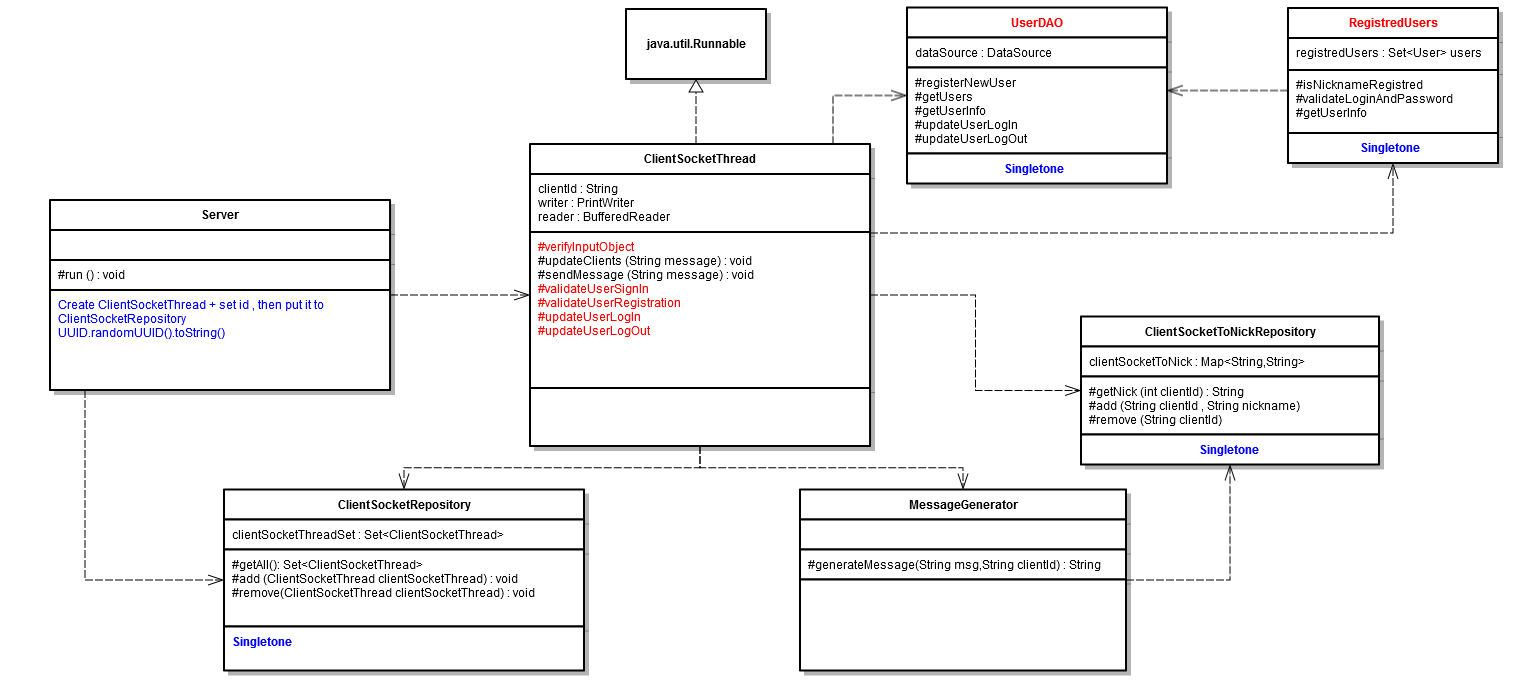 java.util.Runnable
UserDAO
dataSource : DataSource
#registerNewUser
#getUsers
#getUserInfo
#updateUserLogIn
#updateUserLogOut
Singletone
RegistredUsers
registredUsers : Set<User> users
#isNicknameRegistred
#validateLoginAndPassword
#getUserInfo
Singletone
ClientSocketThread
clientId : String
writer : PrintWriter
reader : BufferedReader
#verifyInputObject
#updateClients (String message) : void
#sendMessage (String message) : void
#validateUserSignIn
#validateUserRegistration
#updateUserLogIn
#updateUserLogOut
Server
#run () : void
Create ClientSocketThread + set id , then put it to
ClientSocketRepository
UUID.randomUUID().toString()
ClientSocketToNickRepository
clientSocketToNick : Map<String,String>
#getNick (int clientId) : String
#add (String clientId , String nickname)
#remove (String clientId)
Singletone
ClientSocketRepository
clientSocketThreadSet : Set<ClientSocketThread>
#getAll(): Set<ClientSocketThread>
#add (ClientSocketThread clientSocketThread) : void
#remove(ClientSocketThread clientSocketThread) : void
Singletone
MessageGenerator
#generateMessage(String msg,String clientId) : String